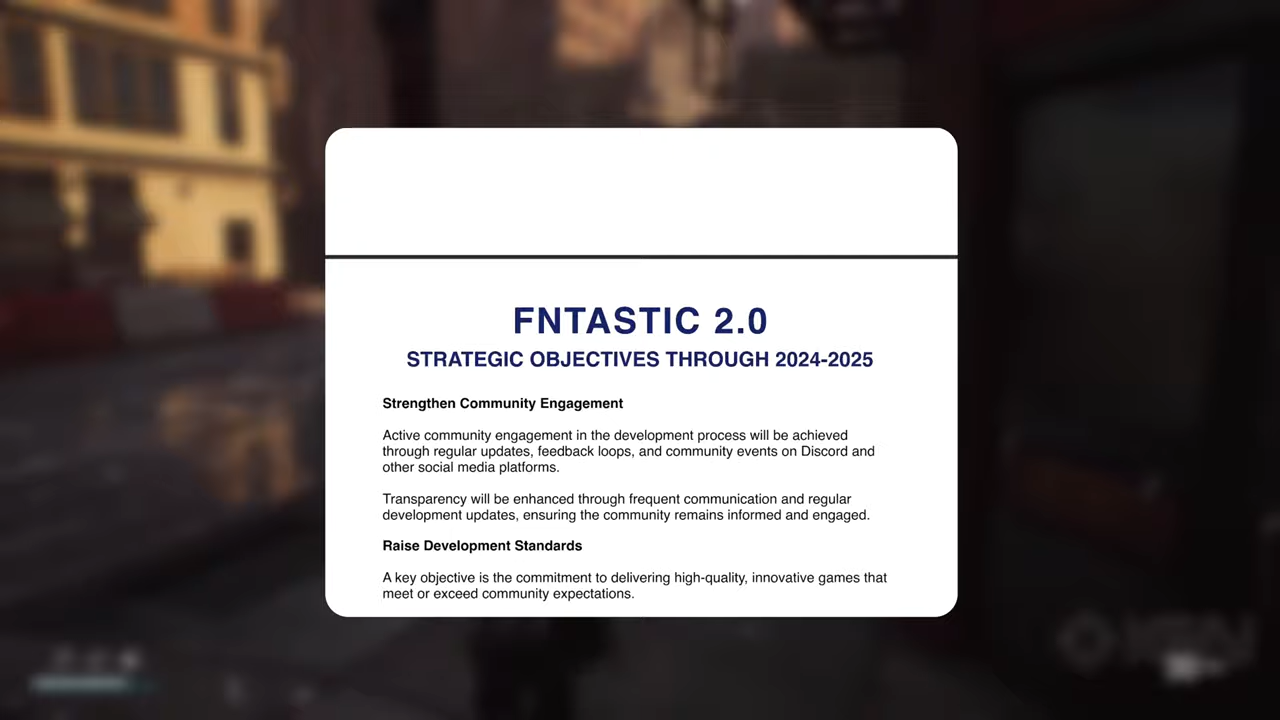 FNTASTIC 2.0
STRATEGIC OBJECTIVES THROUGH 2024-2025
Strengthen Community Engagement
Active community engagement in the development process will be achieved
through regular updates, feedback loops, and community events on Discord and
other social media platforms.
Transparency will be enhanced through frequent communication and regular
development updates, ensuring the community remains informed and engaged.
Raise Development Standards
A key objective is the commitment to delivering high-quality, innovative games that
meet or exceed community expectations.
IGN